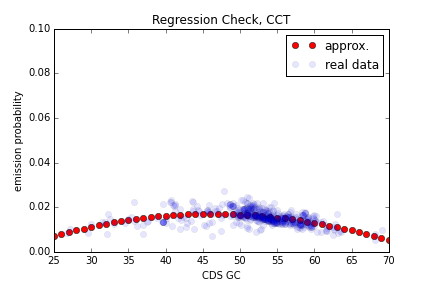 Regression Check, CCT
0.10
approx.
real data
0.08
0.06
0.04
0.02
0.00
emission probability
25 30 35 40 45 50 55 60 65 70
CDS GC